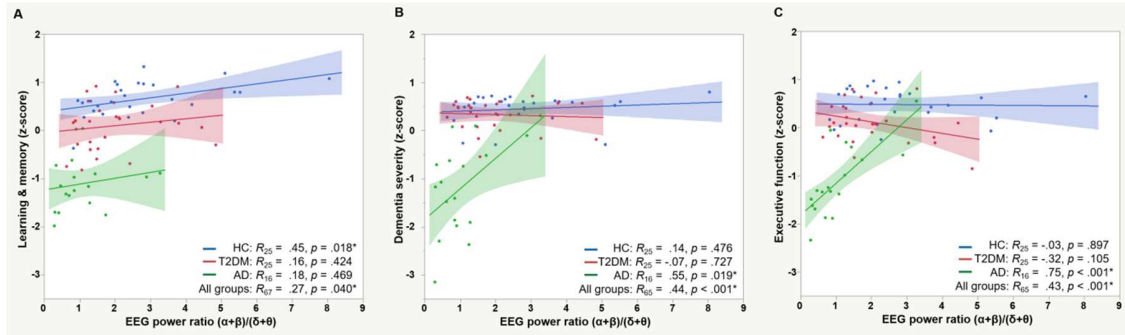 A
Learning & memory (z-score)
2
1
0
-1
-2
-3
HC: R25 = .45, p = .018*
T2DM: R25 = .16, p = .424
AD: R16 = .18, p = .469
All groups: R67 = .27, p = .040*
0 1 2 3 4 5 6 7 8 9
EEG power ratio (α+β)/(δ+θ)
B
Dementia severity (z-score)
2
1
0
-1
-2
-3
HC: R25 = .14, p = .476
T2DM: R25 = -.07, p = .727
AD: R16 = .55, p = .019*
All groups: R65 = .44, p < .001*
0 1 2 3 4 5 6 7 8 9
EEG power ratio (α+β)/(δ+θ)
C
Executive function (z-score)
2
1
0
-1
-2
-3
HC: R25 = -.03, p = .897
T2DM: R25 = -.32, p = .105
AD: R16 = .75, p < .001*
All groups: R65 = .43, p < .001*
0 1 2 3 4 5 6 7 8 9
EEG power ratio (α+β)/(δ+θ)